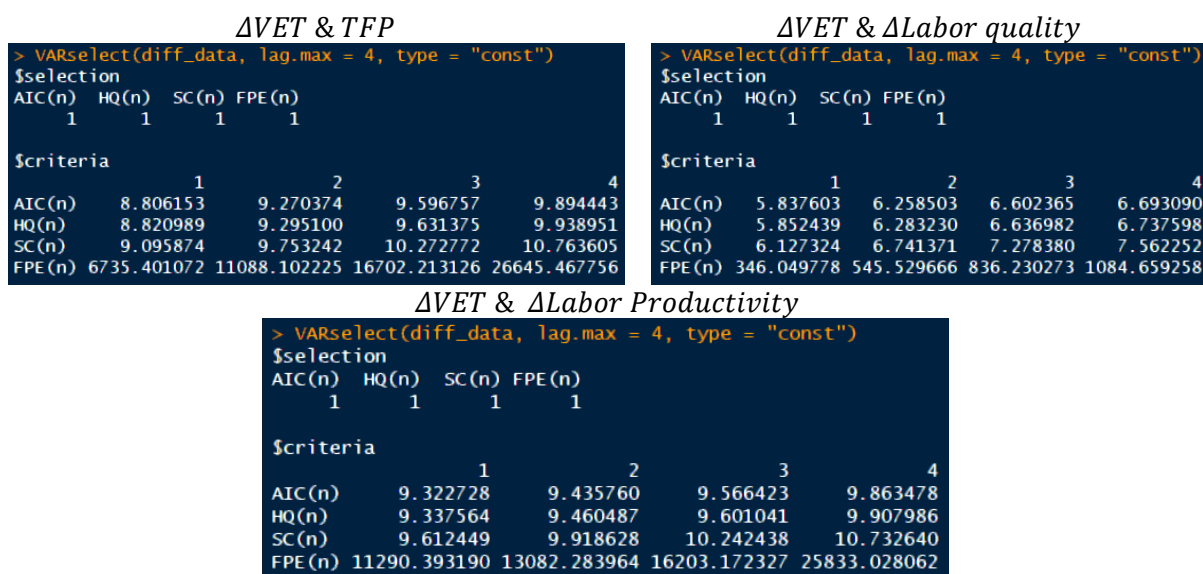 ΔVET & TFP
> VARselect(diff_data, lag.max = 4, type = "const")
$selection
AIC(n) HQ(n) SC(n) FPE(n)
1 1 1 1
$criteria
1 2 3 4
AIC(n) 8.806153 9.270374 9.596757 9.894443
HQ(n) 8.820989 9.295100 9.631375 9.938951
SC(n) 9.095874 9.753242 10.272772 10.763605
FPE(n) 6735.401072 11088.102225 16702.213126 26645.467756
ΔVET & ΔLabor quality
> VARselect(diff_data, lag.max = 4, type = "const")
$selection
AIC(n) HQ(n) SC(n) FPE(n)
1 1 1 1
$criteria
1 2 3 4
AIC(n) 5.837603 6.258503 6.602365 6.693090
HQ(n) 5.852439 6.283230 6.636982 6.737598
SC(n) 6.127324 6.741371 7.278380 7.562252
FPE(n) 346.049778 545.529666 836.230273 1084.659258
ΔVET & ΔLabor Productivity
> VARselect(diff_data, lag.max = 4, type = "const")
$selection
AIC(n) HQ(n) SC(n) FPE(n)
1 1 1 1
$criteria
1 2 3 4
AIC(n) 9.322728 9.435760 9.566423 9.863478
HQ(n) 9.337564 9.460487 9.601041 9.907986
SC(n) 9.612449 9.918628 10.242438 10.732640
FPE(n) 11290.393190 13082.283964 16203.172327 25833.028062